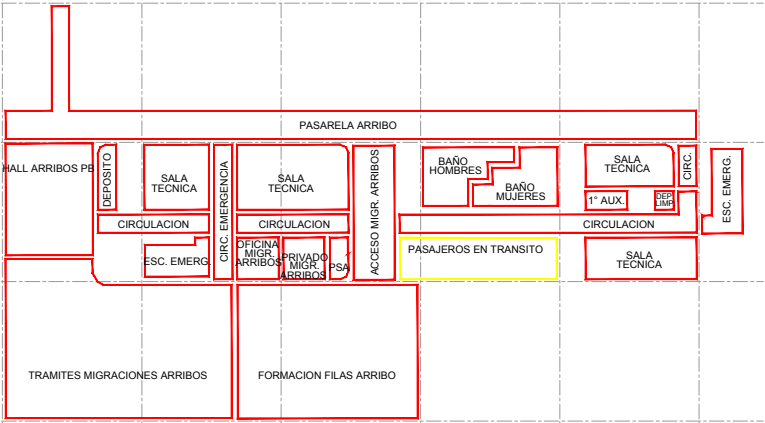 PASARELA ARRIBO
HALL ARRIBOS PB
DEPOSITO
SALA
TECNICA
CIRC. EMERGENCIA
SALA
TECNICA
ACCESO MIGR. ARRIBOS
BAÑO
HOMBRES
BAÑO
MUJERES
SALA
TECNICA
CIRC.
ESC. EMERG.
1° AUX.
DEP.
LIMP.
CIRCULACION
CIRCULACION
CIRCULACION
ESC. EMERG.
OFICINA
MIGR.
ARRIBOS
PRIVADO
MIGR.
ARRIBOS
PSA
PASAJEROS EN TRANSITO
SALA
TECNICA
TRAMITES MIGRACIONES ARRIBOS
FORMACION FILAS ARRIBO